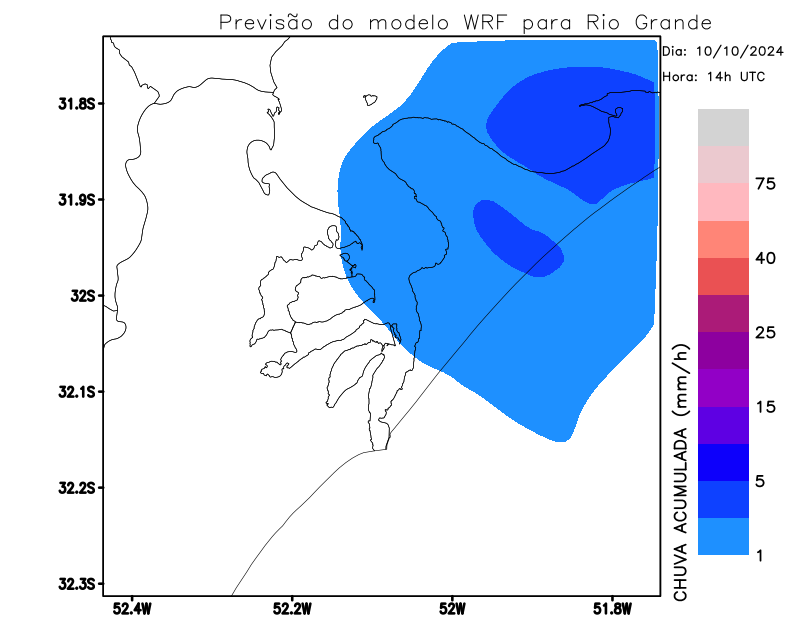 Previsão do modelo WRF para Rio Grande
Dia: 10/10/2024
Hora: 14h UTC
31.8S
31.9S
32S
32.1S
32.2S
32.3S
52.4W
52.2W
52W
51.8W
75
40
25
15
5
1
CHUVA ACUMULADA (mm/h)